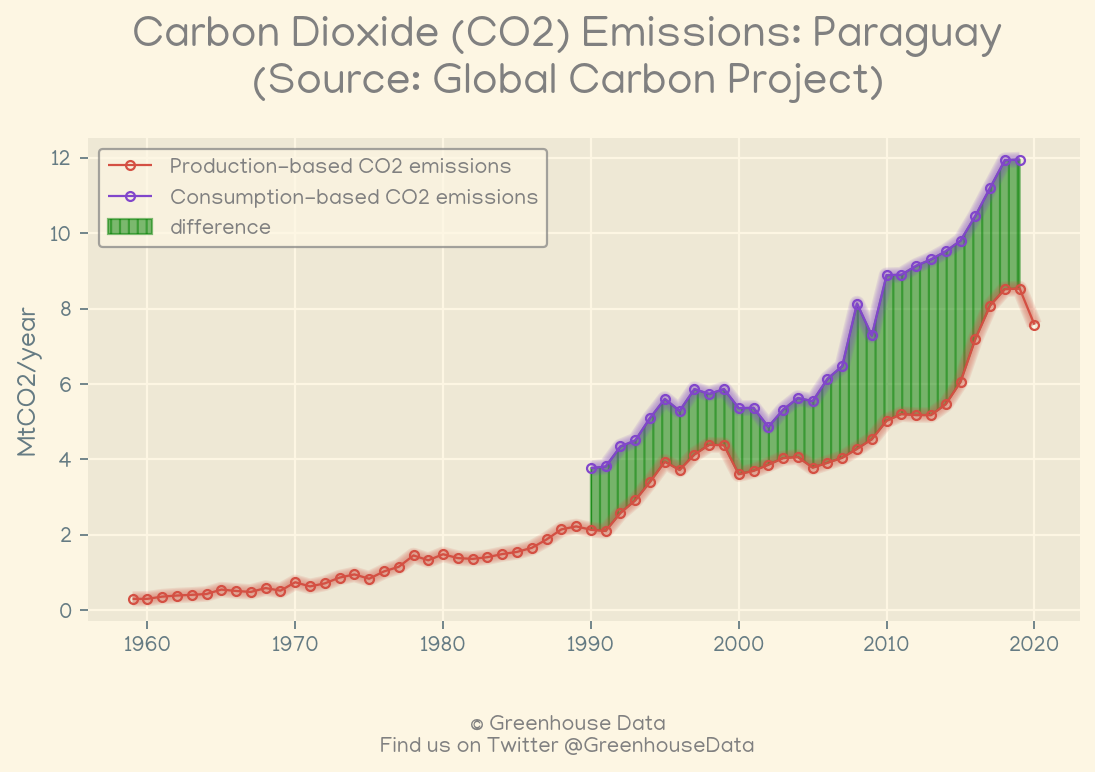 Carbon Dioxide (CO2) Emissions: Paraguay
(Source: Global Carbon Project)
Production-based CO2 emissions
Consumption-based CO2 emissions
difference
MtCO2/year
12
10
8
6
4
2
0
1960 1970 1980 1990 2000 2010 2020
© Greenhouse Data
Find us on Twitter @GreenhouseData